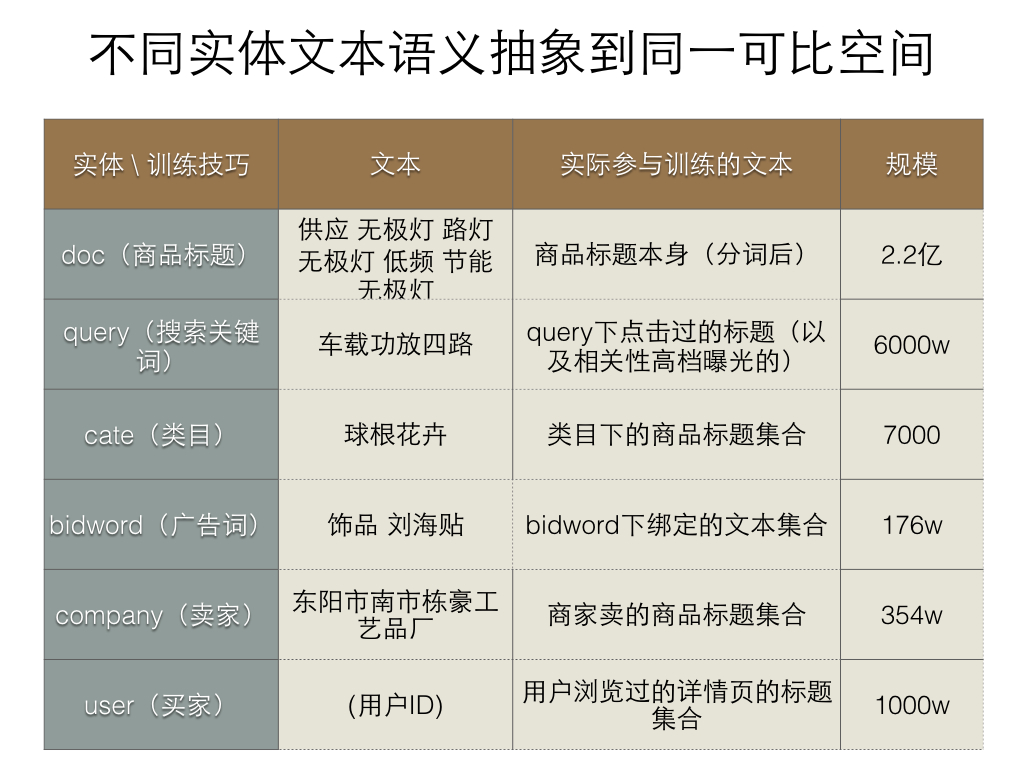 不同实体文本语义抽象到同一可比空间
实体 \ 训练技巧
文本
实际参与训练的文本
规模
doc（商品标题）
供应 无极灯 路灯
无极灯 低频 节能
无极灯
商品标题本身（分词后）
2.2亿
query（搜索关键
词）
车载功放四路
query下点击过的标题（以
及相关性高档曝光的）
6000w
cate（类目）
球根花卉
类目下的商品标题集合
7000
bidword（广告词）
饰品 刘海贴
bidword下绑定的文本集合
176w
company（卖家）
东阳市南市栋豪工
艺品厂
商家卖的商品标题集合
354w
user（买家）
(用户ID)
用户浏览过的详情页的标题
集合
1000w